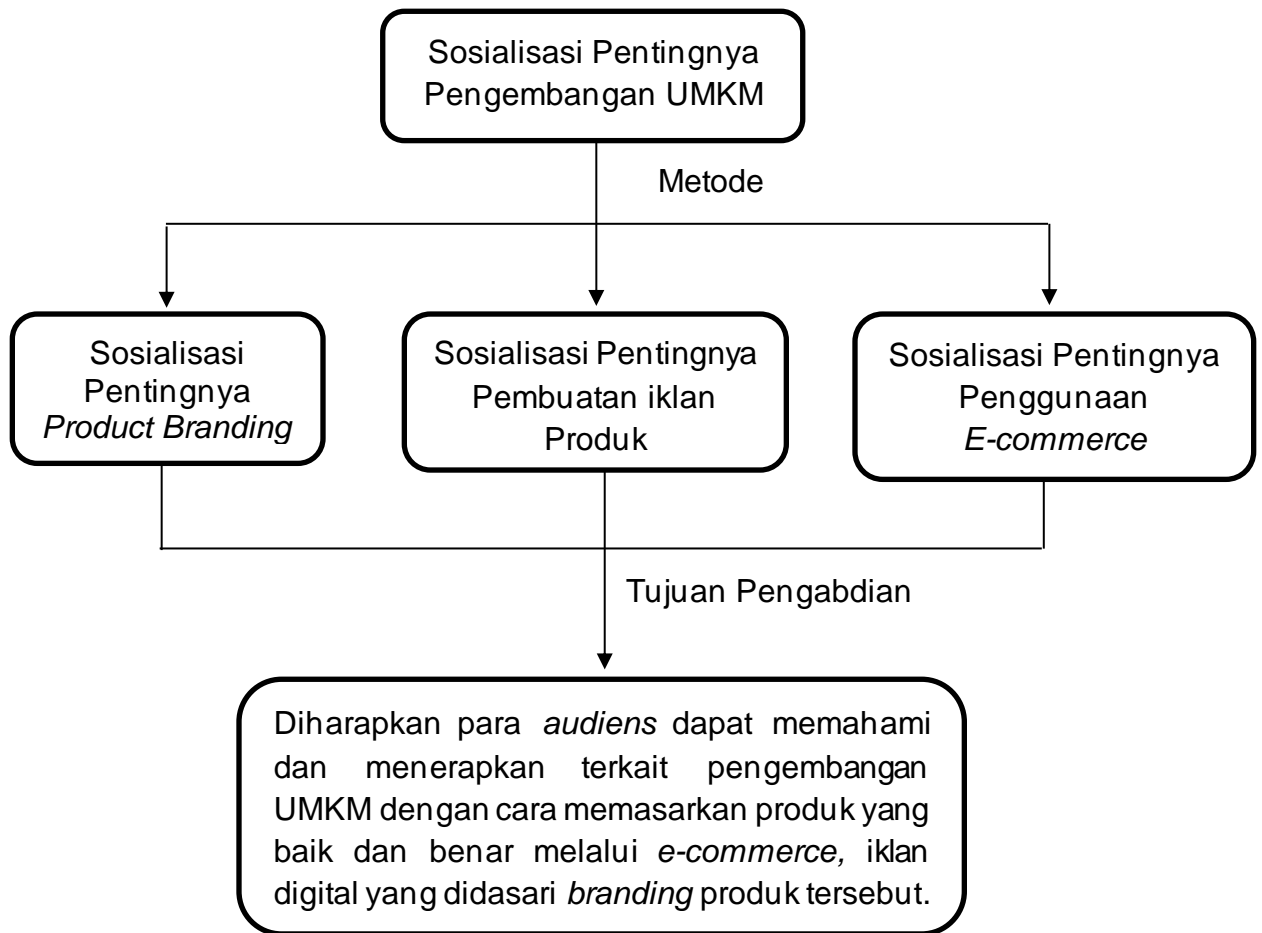 Sosialisasi Pentingnya
Pengembangan UMKM
Metode
Sosialisasi
Pentingnya
Product Branding
Sosialisasi Pentingnya
Pembuatan iklan
Produk
Sosialisasi Pentingnya
Penggunaan
E-commerce
Tujuan Pengabdian
Diharapkan para audiens dapat memahami
dan menerapkan terkait pengembangan
UMKM dengan cara memasarkan produk yang
baik dan benar melalui e-commerce, iklan
digital yang didasari branding produk tersebut.